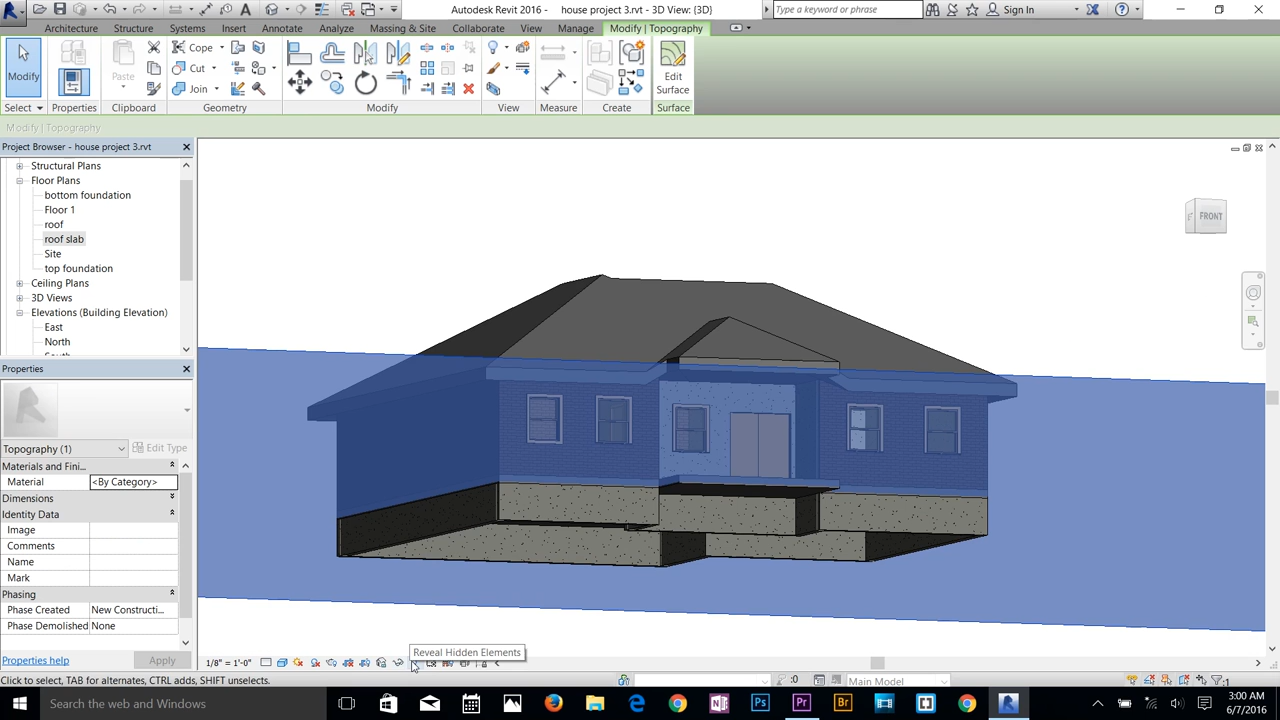 Autodesk Revit 2016 - house project 3.rvt - 3D View: {3D}
Type a keyword or phrase
Sign In
Architecture Structure Systems Insert Annotate Analyze Massing & Site Collaborate View Manage Modify | Topography
Modify
Paste
Cope
Cut
Join
Edit
Surface
Select Properties Clipboard Geometry Modify View Measure Create Surface
Modify | Topography
Project Browser - house project 3.rvt
Structural Plans
Floor Plans
bottom foundation
Floor 1
roof
roof slab
Site
top foundation
Ceiling Plans
3D Views
Elevations (Building Elevation)
East
North
FRONT
Properties
Topography (1)
Edit Type
Materials and Fini...
Material <By Category>
Dimensions
Identity Data
Image
Comments
Name
Mark
Phasing
Phase Created New Constructi...
Phase Demolished None
Properties help
Apply
Reveal Hidden Elements
1/8" = 1'-0"
Click to select, TAB for alternates, CTRL adds, SHIFT unselects.
:0
Main Model
:1
Search the web and Windows
3:00 AM
6/7/2016